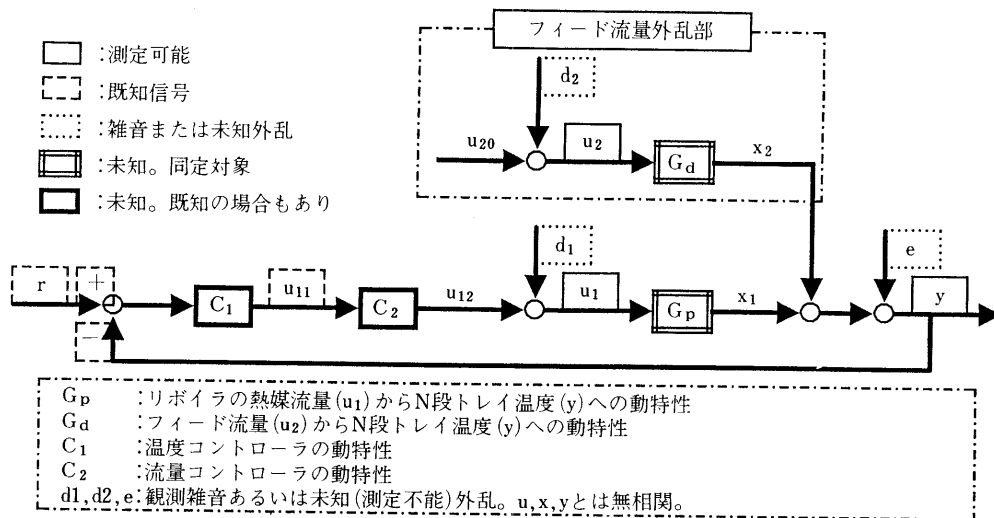 フィード流量外乱部
:測定可能
:既知信号
:雑音または未知外乱
:未知。同定対象
:未知。既知の場合もあり
d2
u20
u2
Gd
x2
d1
e
r
+
C1
u11
C2
u12
u1
Gp
x1
y
−
Gp :リボイラの熱媒流量(u1)からN段トレイ温度(y)への動特性
Gd :フィード流量(u2)からN段トレイ温度(y)への動特性
C1 :温度コントローラの動特性
C2 :流量コントローラの動特性
d1,d2,e:観測雑音あるいは未知(測定不能)外乱。u,x,yとは無相関。